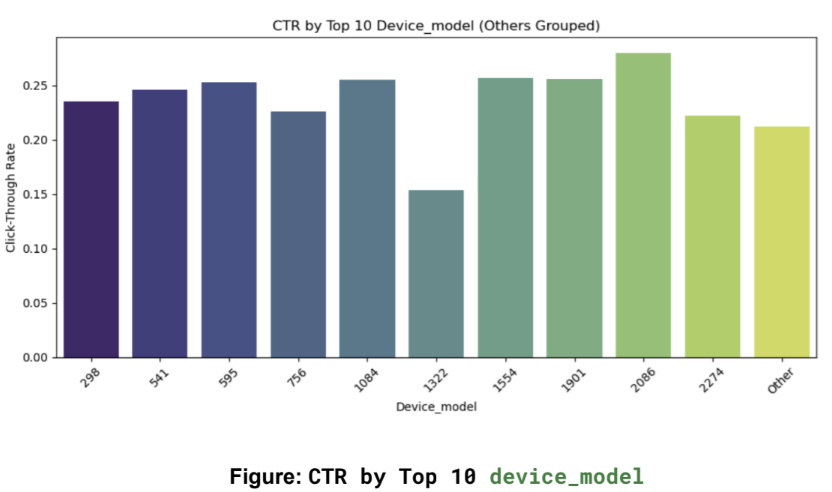 CTR by Top 10 Device_model (Others Grouped)
Click-Through Rate
0.25
0.20
0.15
0.10
0.05
0.00
298 541 595 756 1084 1322 1554 1901 2086 2274 Other
Device_model
Figure: CTR by Top 10 device_model